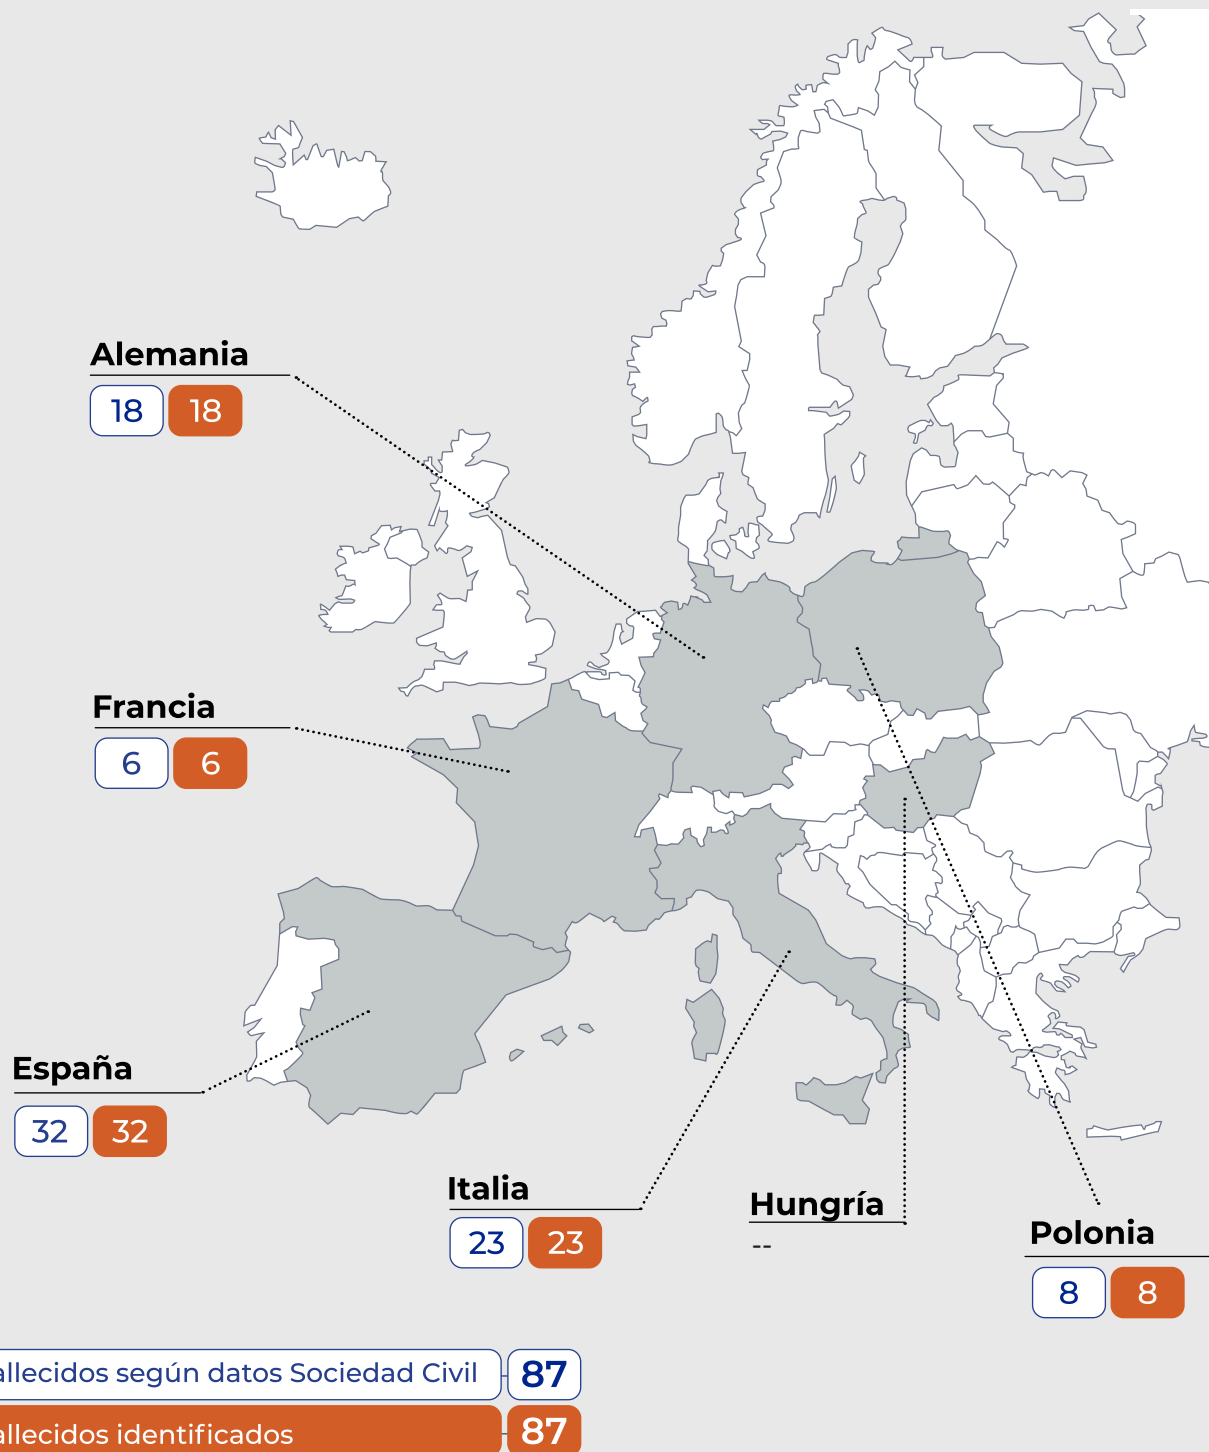 Alemania
18 18
Francia
6 6
España
32 32
Italia
23 23
Hungría
--
Polonia
8 8
allecidos según datos Sociedad Civil 87
allecidos identificados 87